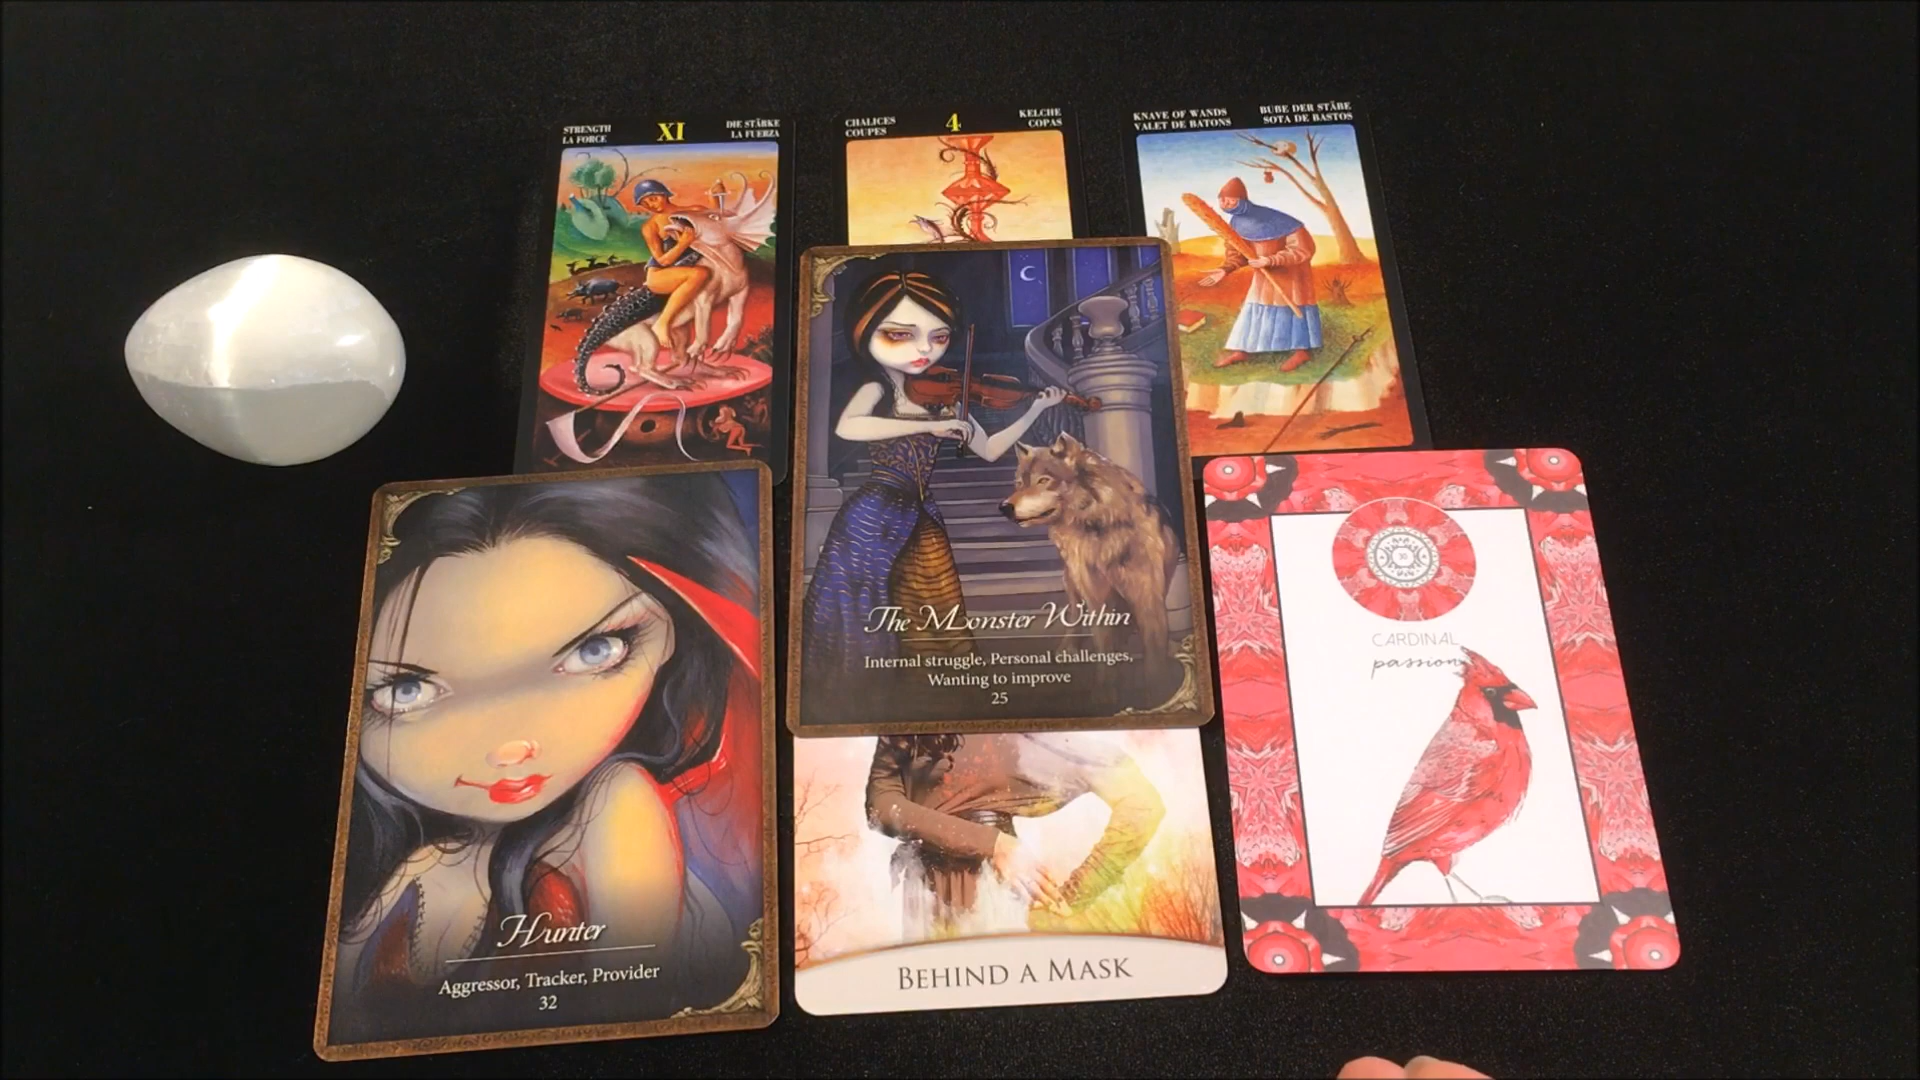 STRENGTH
LA FORCE
XI
DIE STÄRKE
LA FUERZA
CHALICES
COUPES
4
KELCHE
COPAS
KNAVE OF WANDS
VALET DE BATONS
BUBE DER STÄBE
SOTA DE BASTOS
The Monster Within
Internal struggle, Personal challenges,
Wanting to improve
25
CARDINAL
passion
Hunter
Aggressor, Tracker, Provider
32
BEHIND A MASK